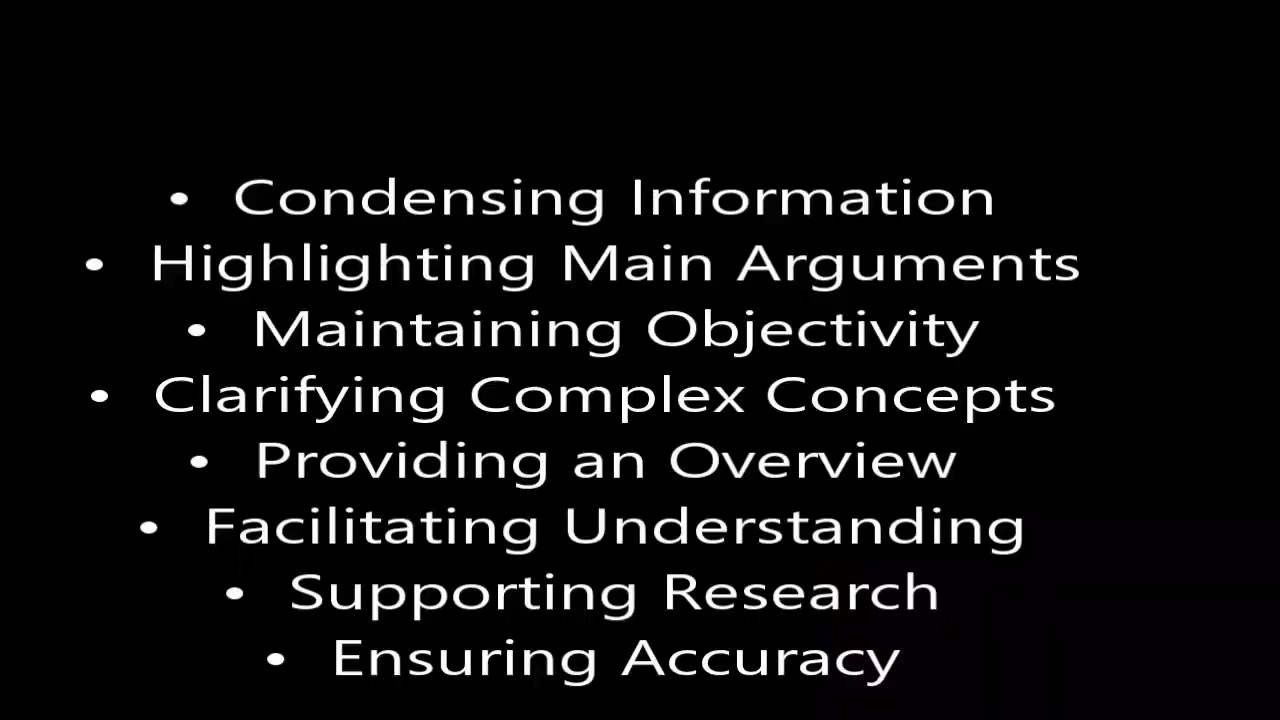 • Condensing Information
• Highlighting Main Arguments
• Maintaining Objectivity
• Clarifying Complex Concepts
• Providing an Overview
• Facilitating Understanding
• Supporting Research
• Ensuring Accuracy